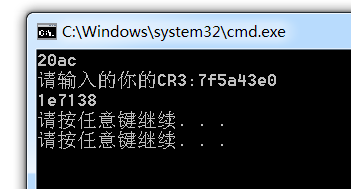 C:\Windows\system32\cmd.exe
20ac
请输入的你的CR3:7f5a43e0
1e7138
请按任意键继续. . .
请按任意键继续. . .